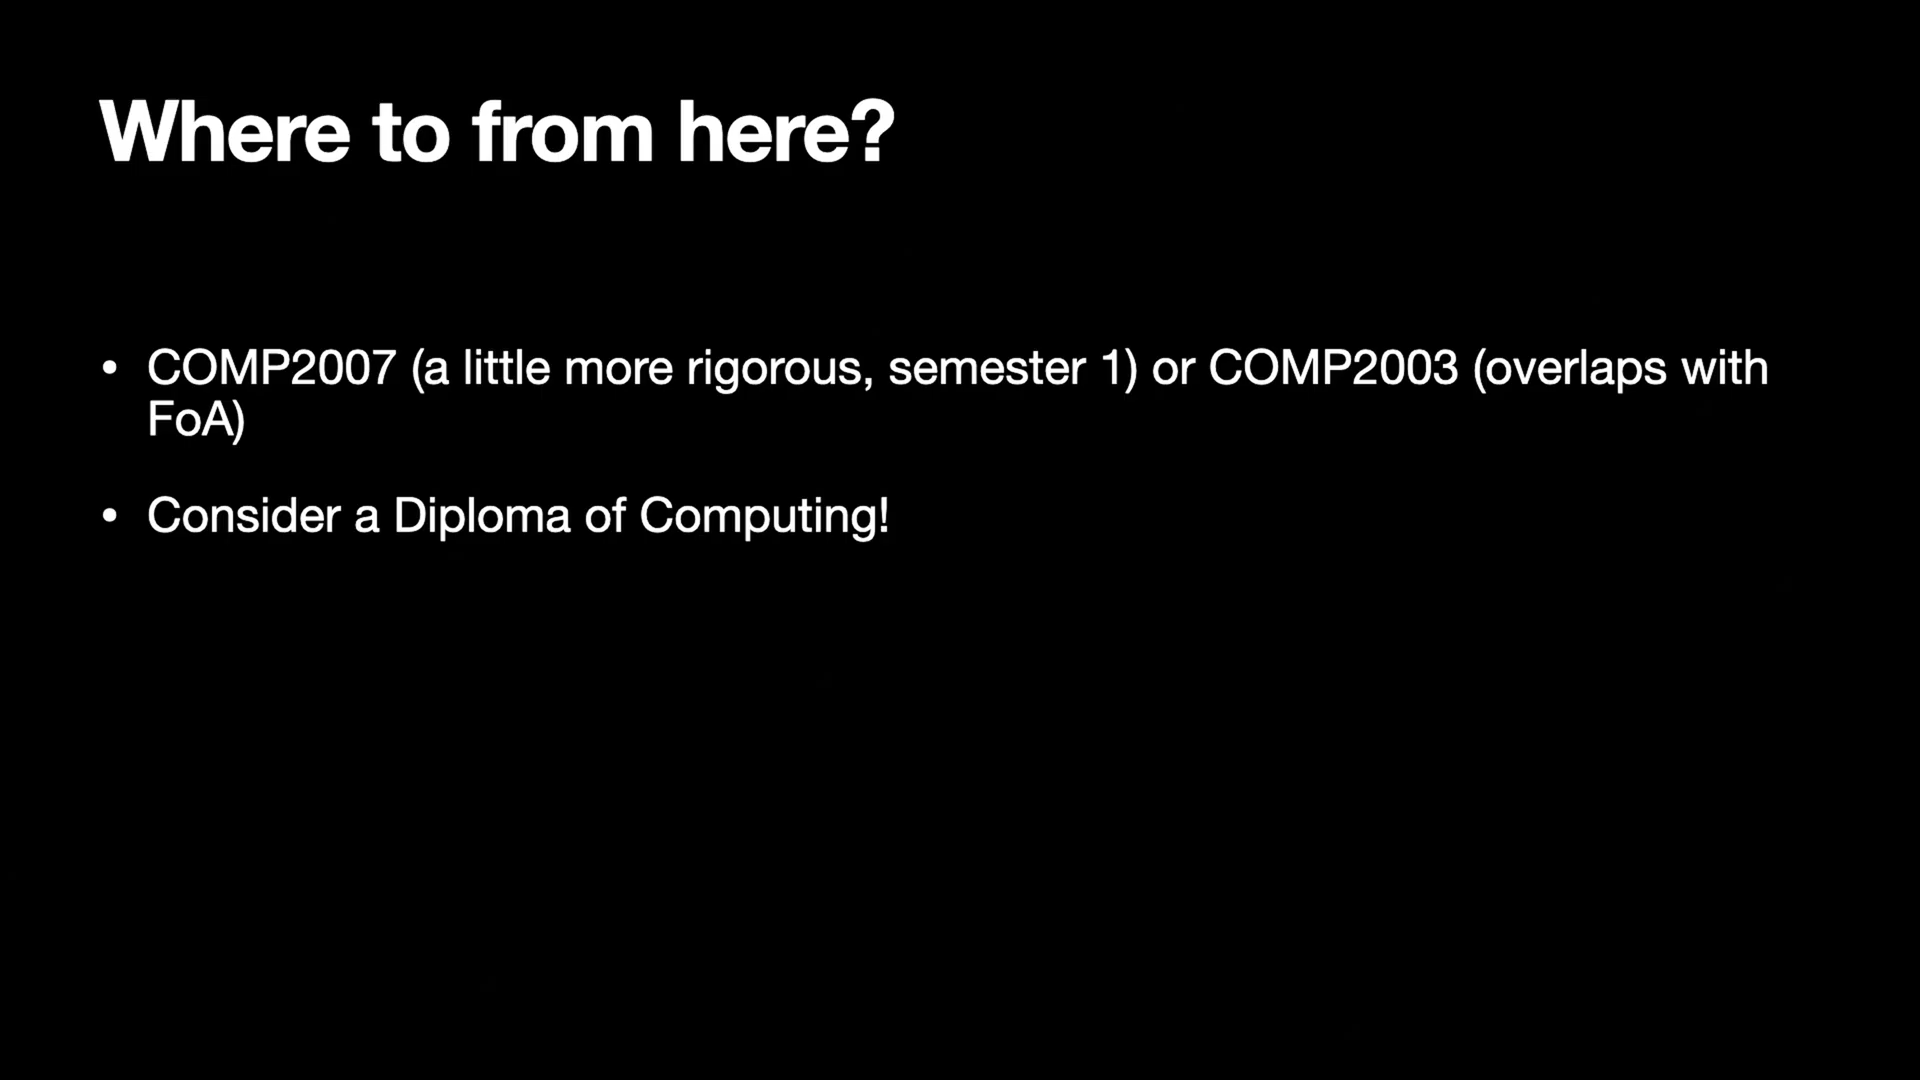 Where to from here?
• COMP2007 (a little more rigorous, semester 1) or COMP2003 (overlaps with
FoA)
• Consider a Diploma of Computing!